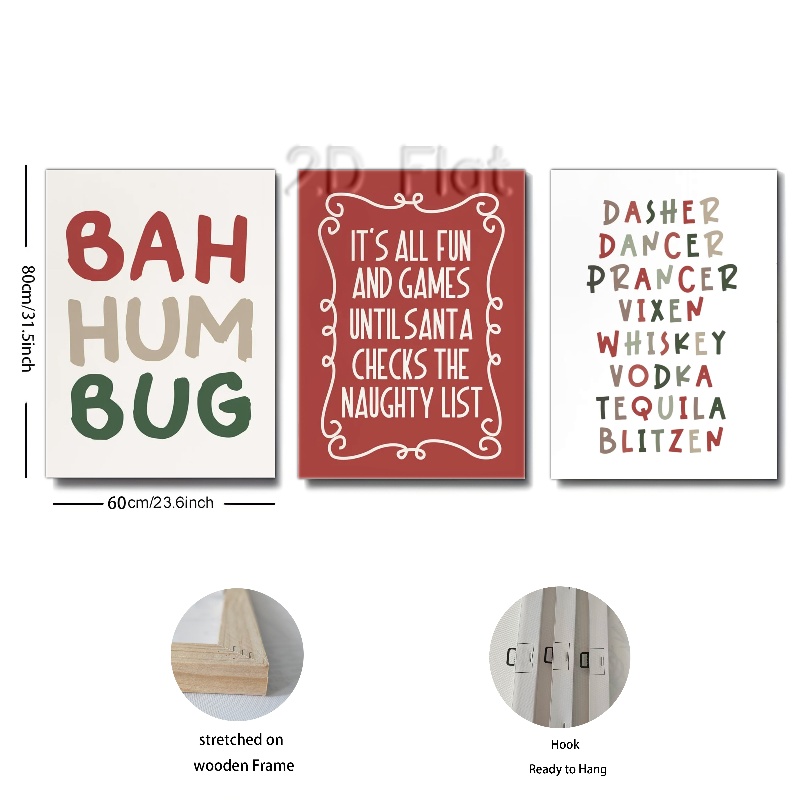 2D Flat
80cm/31.5inch
BAH
HUM
BUG
IT'S ALL FUN
AND GAMES
UNTIL SANTA
CHECKS THE
NAUGHTY LIST
DASHER
DANCER
PRANCER
VIXEN
WHISKEY
VODKA
TEQUILA
BLITZEN
60cm/23.6inch
stretched on
wooden Frame
Hook
Ready to Hang